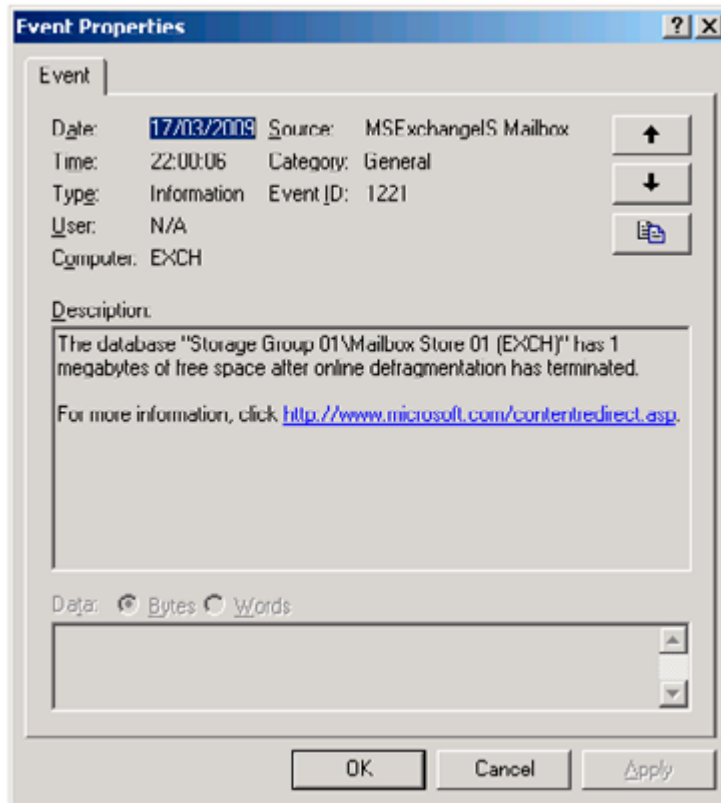 Event Properties
Event
Date: 17/03/2009 Source: MSExchangeIS Mailbox
Time: 22:00:06 Category: General
Type: Information Event ID: 1221
User: N/A
Computer: EXCH
Description:
The database "Storage Group 01\Mailbox Store 01 (EXCH)" has 1
megabytes of free space after online defragmentation has terminated.
For more information, click http://www.microsoft.com/contentredirect.asp.
Data: Bytes Words
OK Cancel Apply